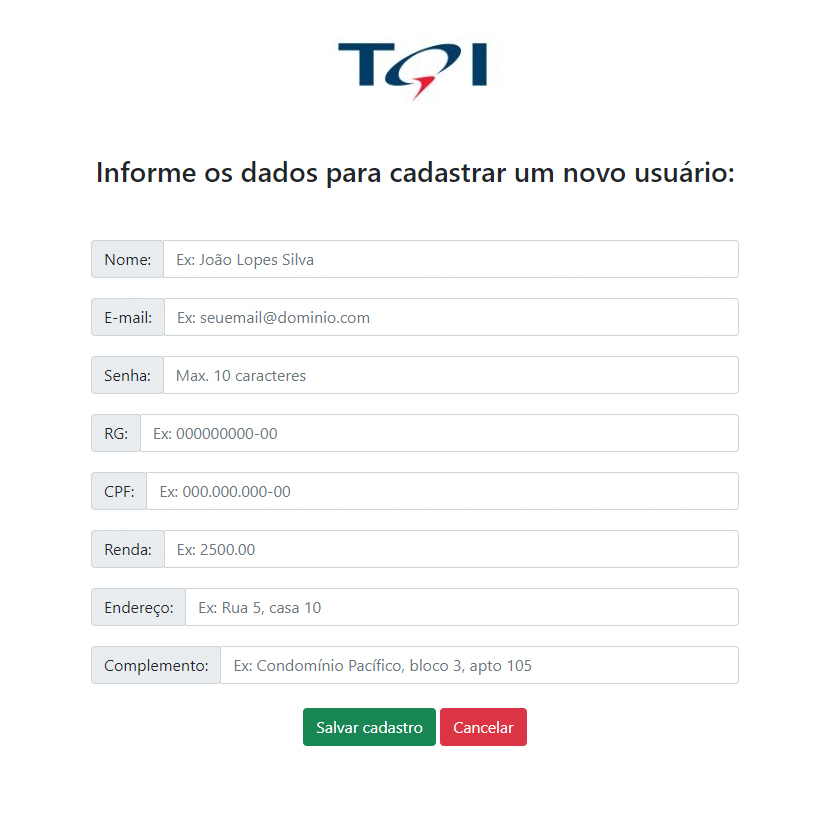 TQI
Informe os dados para cadastrar um novo usuário:
Nome: Ex: João Lopes Silva
E-mail: Ex: seuemail@dominio.com
Senha: Max. 10 caracteres
RG: Ex: 000000000-00
CPF: Ex: 000.000.000-00
Renda: Ex: 2500.00
Endereço: Ex: Rua 5, casa 10
Complemento: Ex: Condomínio Pacífico, bloco 3, apto 105
Salvar cadastro Cancelar